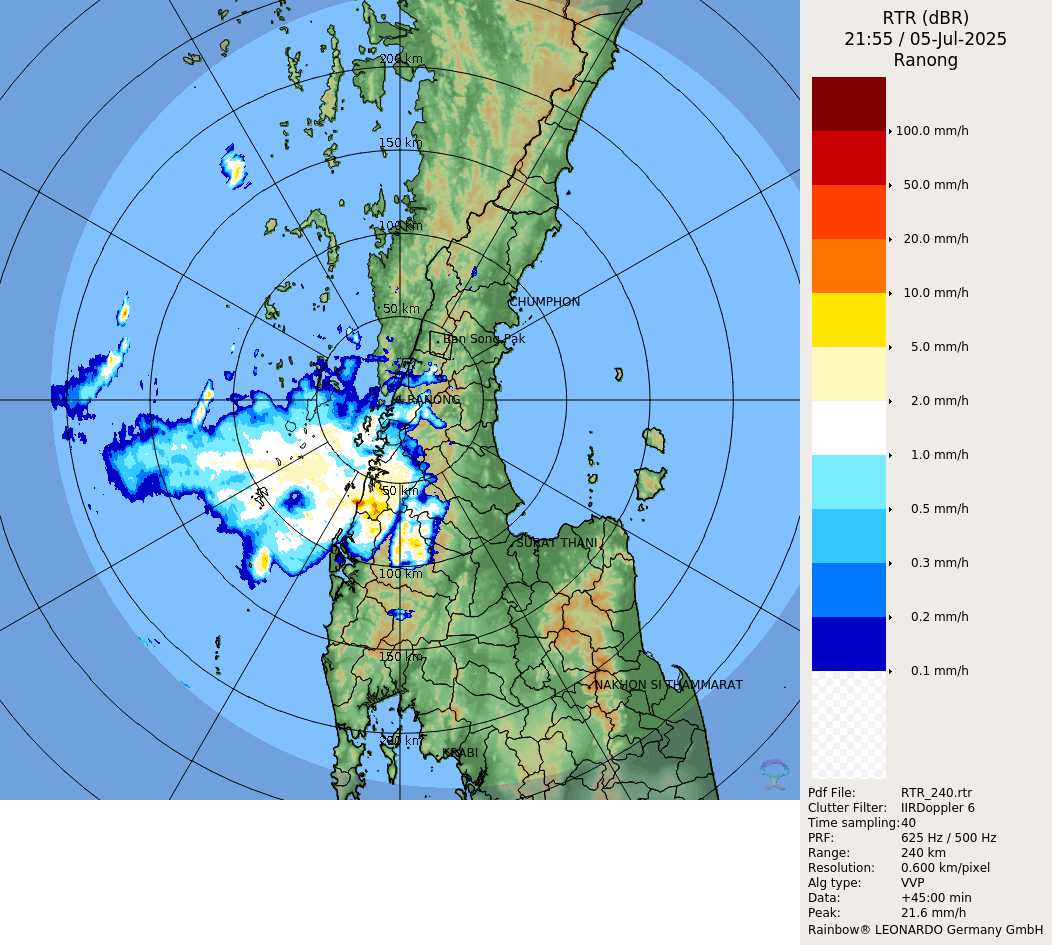 RTR (dBR)
21:55 / 05-Jul-2025
Ranong
100.0 mm/h
50.0 mm/h
20.0 mm/h
10.0 mm/h
5.0 mm/h
2.0 mm/h
1.0 mm/h
0.5 mm/h
0.3 mm/h
0.2 mm/h
0.1 mm/h
200 km
150 km
100 km
CHUMPHON
50 km
Ban Song Pak
RANONG
50 km
SURAT THANI
100 km
150 km
NAKHON SI THAMMARAT
200 km
KRABI
Pdf File: RTR_240.rtr
Clutter Filter: IIRDoppler 6
Time sampling:40
PRF: 625 Hz / 500 Hz
Range: 240 km
Resolution: 0.600 km/pixel
Alg type: VVP
Data: +45:00 min
Peak: 21.6 mm/h
Rainbow® LEONARDO Germany GmbH